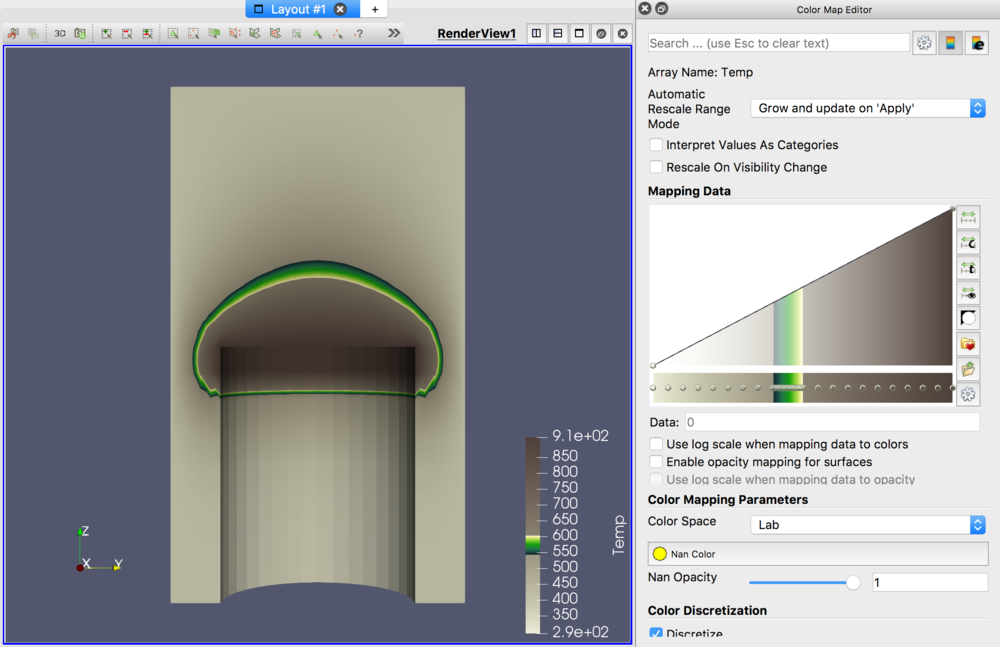 Layout #1
+
3D
?
>>
RenderView1
Z
X
Y
9.1e+02
850
800
750
700
650
600
550
500
450
400
350
2.9e+02
Temp
Color Map Editor
Search ... (use Esc to clear text)
e
Array Name: Temp
Automatic
Rescale Range
Mode
Grow and update on 'Apply'
Interpret Values As Categories
Rescale On Visibility Change
Mapping Data
C
t
Data:
0
Use log scale when mapping data to colors
Enable opacity mapping for surfaces
Use log scale when mapping data to opacity
Color Mapping Parameters
Color Space
Lab
Nan Color
Nan Opacity
1
Color Discretization
Discretize